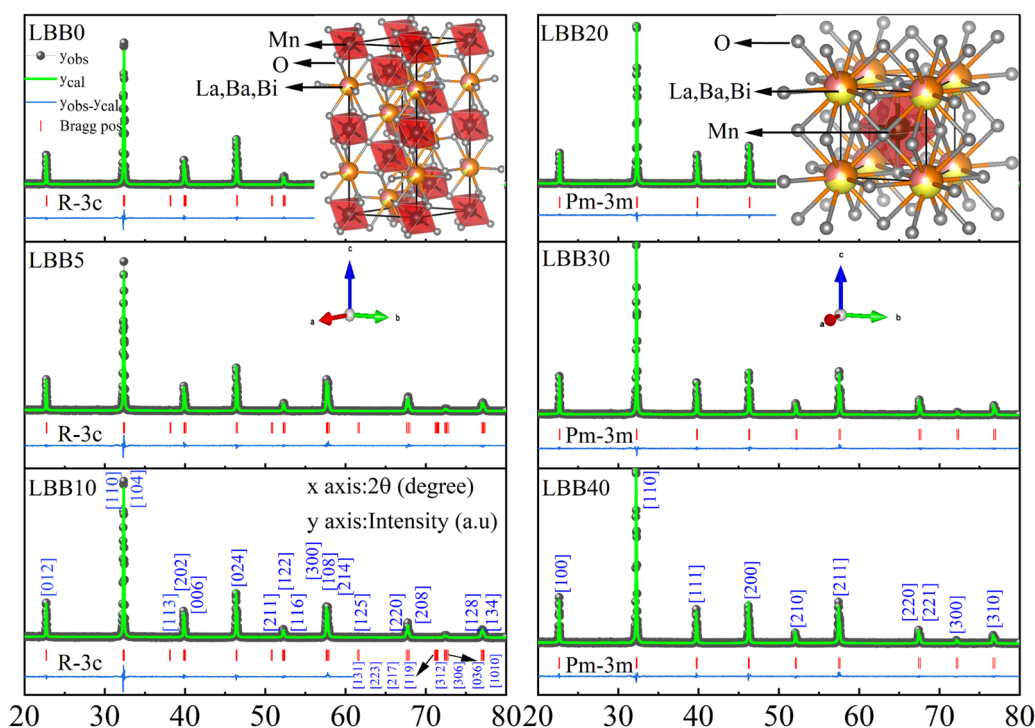 LBB0
yobs
ycal
yobs-ycal
Bragg pos
Mn
O
La,Ba,Bi
R-3c
LBB20
O
La,Ba,Bi
Mn
Pm-3m
LBB5
c
a
b
R-3c
LBB30
c
a
b
Pm-3m
LBB10
x axis:2θ (degree)
y axis:Intensity (a.u)
[012]
[110]
[104]
[113]
[202]
[006]
[024]
[211]
[122]
[116]
[300]
[108]
[214]
[125]
[220]
[208]
[128]
[134]
R-3c
[131]
[223]
[217]
[119]
[312]
[306]
[036]
[1010]
20 30 40 50 60 70 80
LBB40
[100]
[110]
[111]
[200]
[210]
[211]
[220]
[221]
[300]
[310]
Pm-3m
20 30 40 50 60 70 80